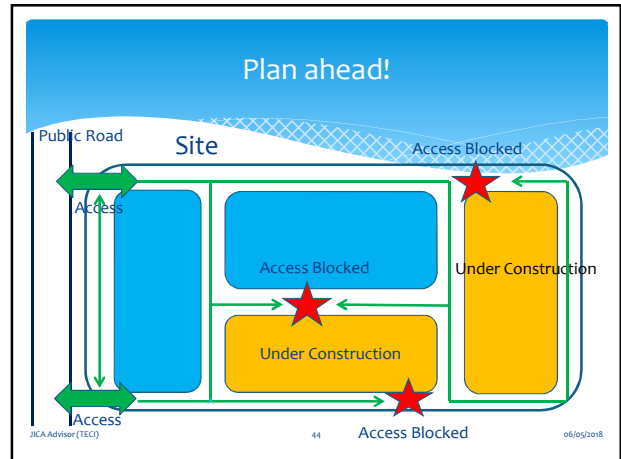 Plan ahead!
Public Road
Site
Access Blocked
Access
Access Blocked
Under Construction
Under Construction
Access
Access Blocked
JICA Advisor (TECI)
44
06/05/2018